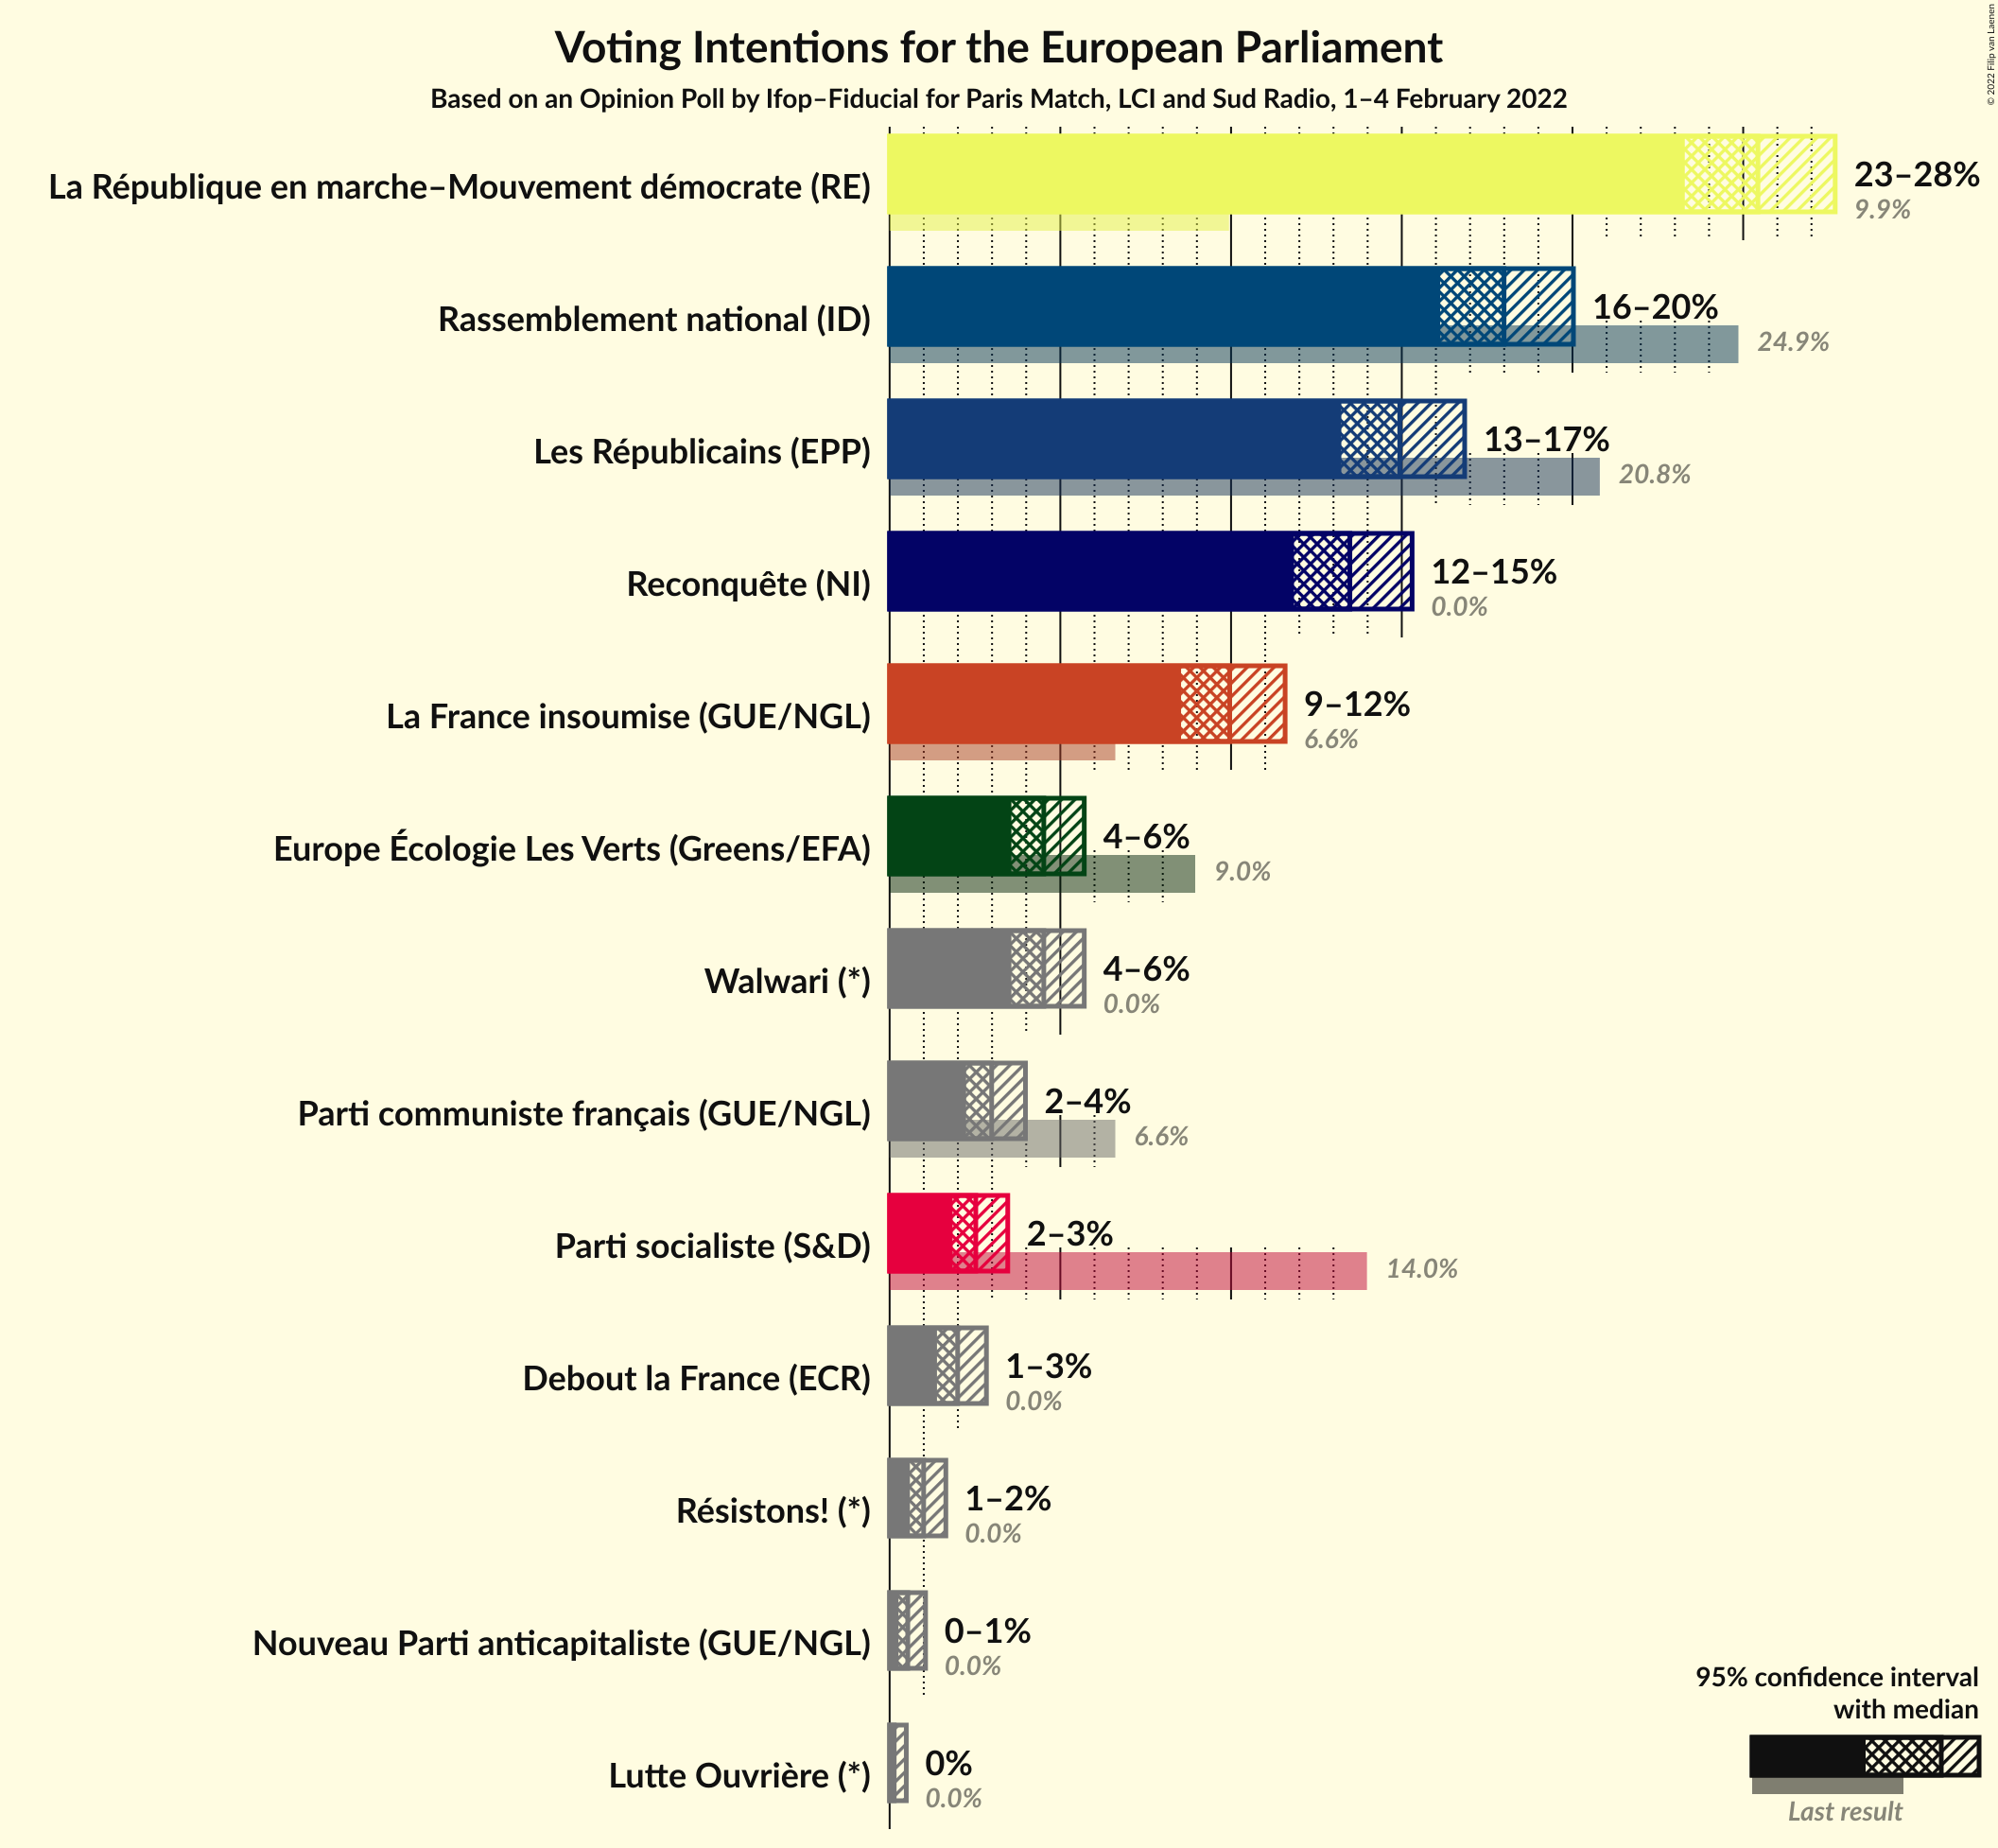 Voting Intentions for the European Parliament
Based on an Opinion Poll by Ifop–Fiducial for Paris Match, LCI and Sud Radio, 1–4 February 2022
© 2022 Filip van Laenen
La République en marche–Mouvement démocrate (RE)
23–28%
9.9%
Rassemblement national (ID)
16–20%
24.9%
Les Républicains (EPP)
13–17%
20.8%
Reconquête (NI)
12–15%
0.0%
La France insoumise (GUE/NGL)
9–12%
6.6%
Europe Écologie Les Verts (Greens/EFA)
4–6%
9.0%
Walwari (*)
4–6%
0.0%
Parti communiste français (GUE/NGL)
2–4%
6.6%
Parti socialiste (S&D)
2–3%
14.0%
Debout la France (ECR)
1–3%
0.0%
Résistons! (*)
1–2%
0.0%
Nouveau Parti anticapitaliste (GUE/NGL)
0–1%
0.0%
Lutte Ouvrière (*)
0%
0.0%
95% confidence interval
with median
Last result